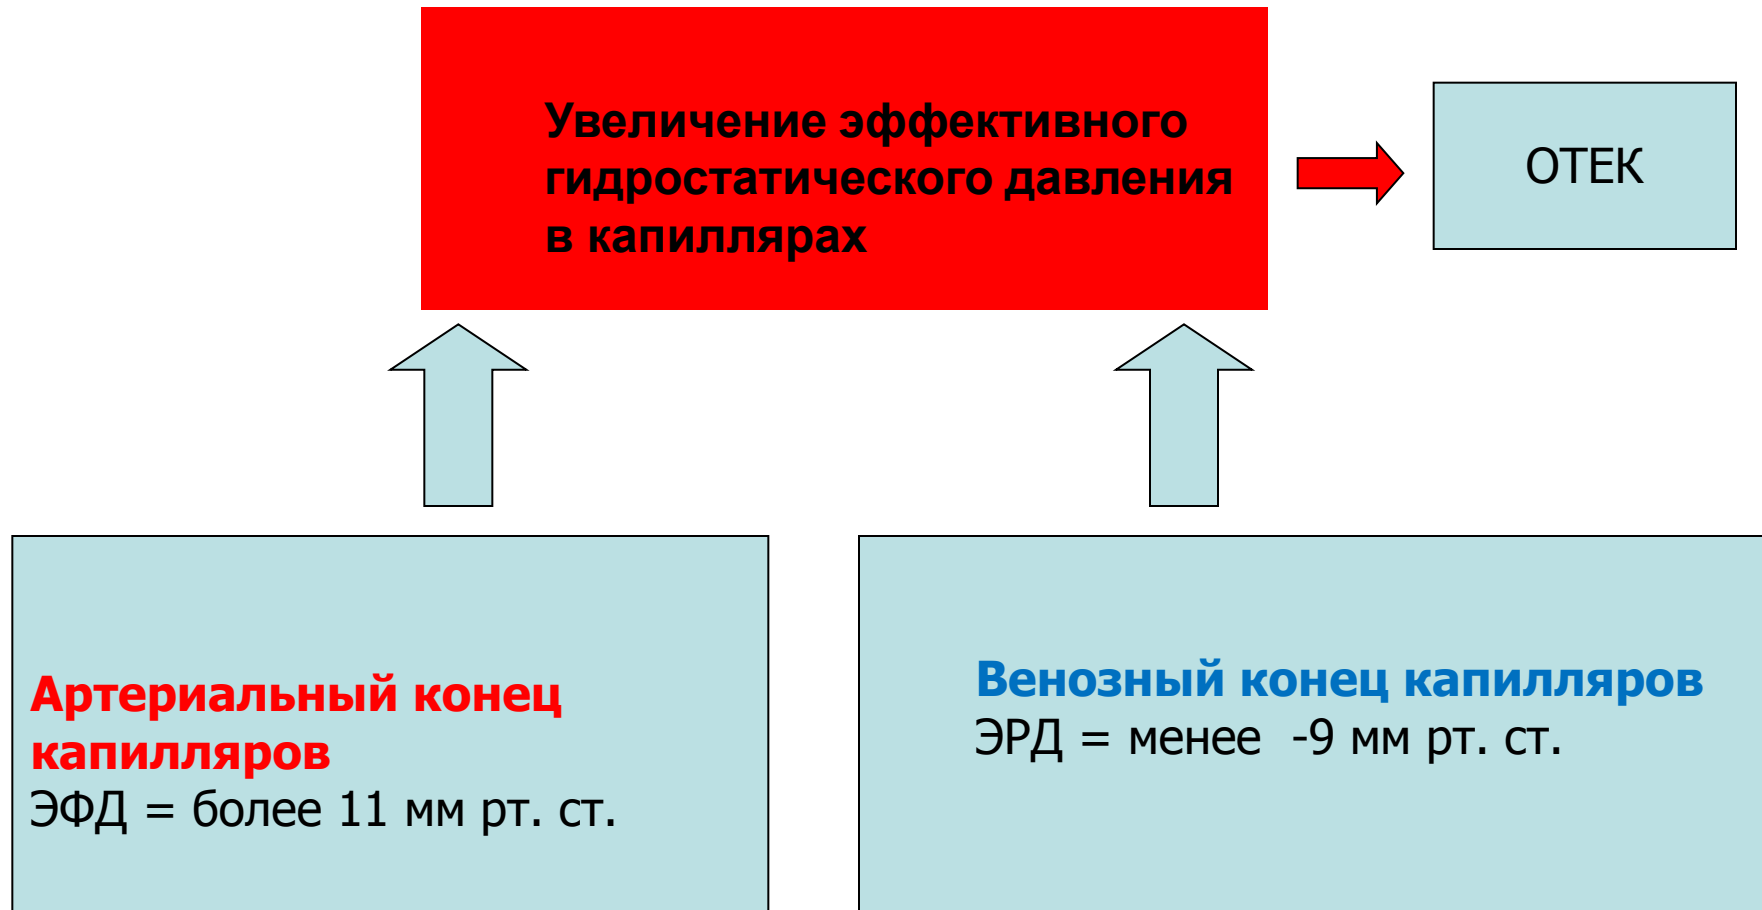 Увеличение эффективного
гидростатического давления
в капиллярах
ОТЕК
Артериальный конец
капилляров
ЭФД = более 11 мм рт. ст.
Венозный конец капилляров
ЭРД = менее  -9 мм рт. ст.